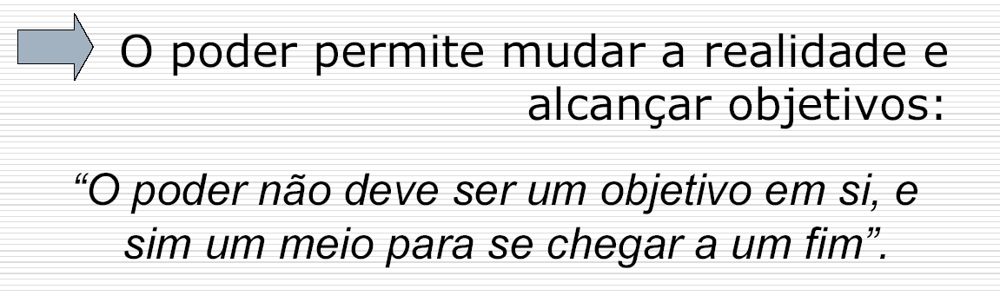 O poder permite mudar a realidade e
alcançar objetivos:
“O poder não deve ser um objetivo em si, e
sim um meio para se chegar a um fim”.